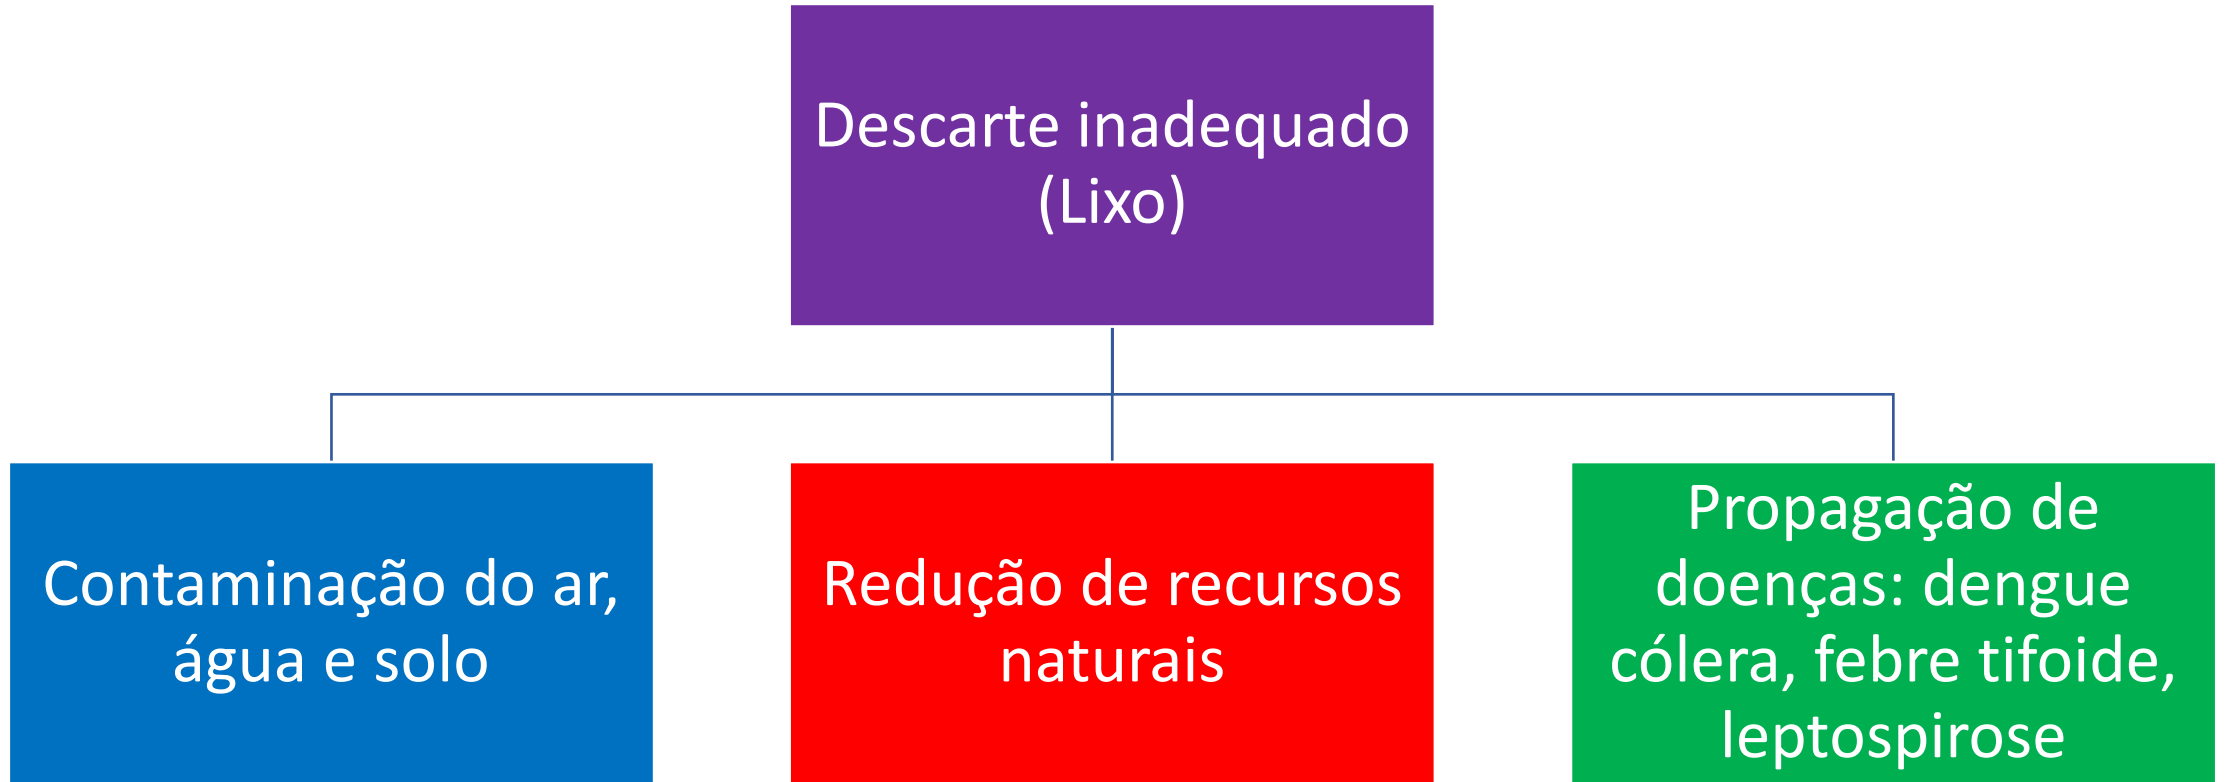 Descarte inadequado
(Lixo)
Contaminação do ar,
água e solo
Redução de recursos
naturais
Propagação de
doenças: dengue
cólera, febre tifoide,
leptospirose